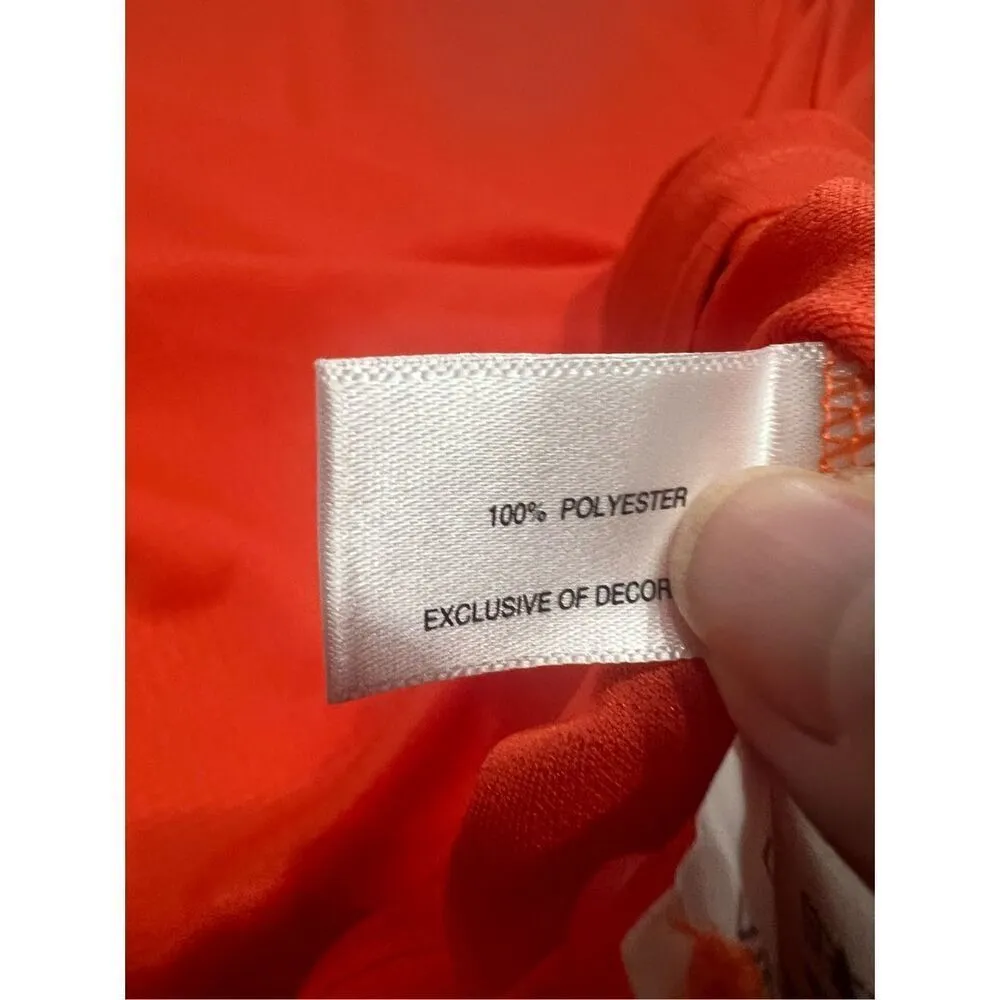 100% POLYESTER
EXCLUSIVE OF DECOR